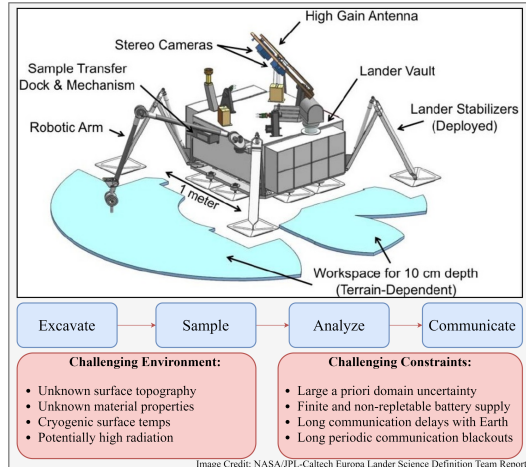 High Gain Antenna
Stereo Cameras
Sample Transfer
Dock & Mechanism
Lander Vault
Robotic Arm
Lander Stabilizers
(Deployed)
1 meter
Workspace for 10 cm depth
(Terrain-Dependent)
Excavate
Sample
Analyze
Communicate
Challenging Environment:
• Unknown surface topography
• Unknown material properties
• Cryogenic surface temps
• Potentially high radiation
Challenging Constraints:
• Large a priori domain uncertainty
• Finite and non-repletable battery supply
• Long communication delays with Earth
• Long periodic communication blackouts
Image Credit: NASA/JPL-Caltech Europa Lander Science Definition Team Report